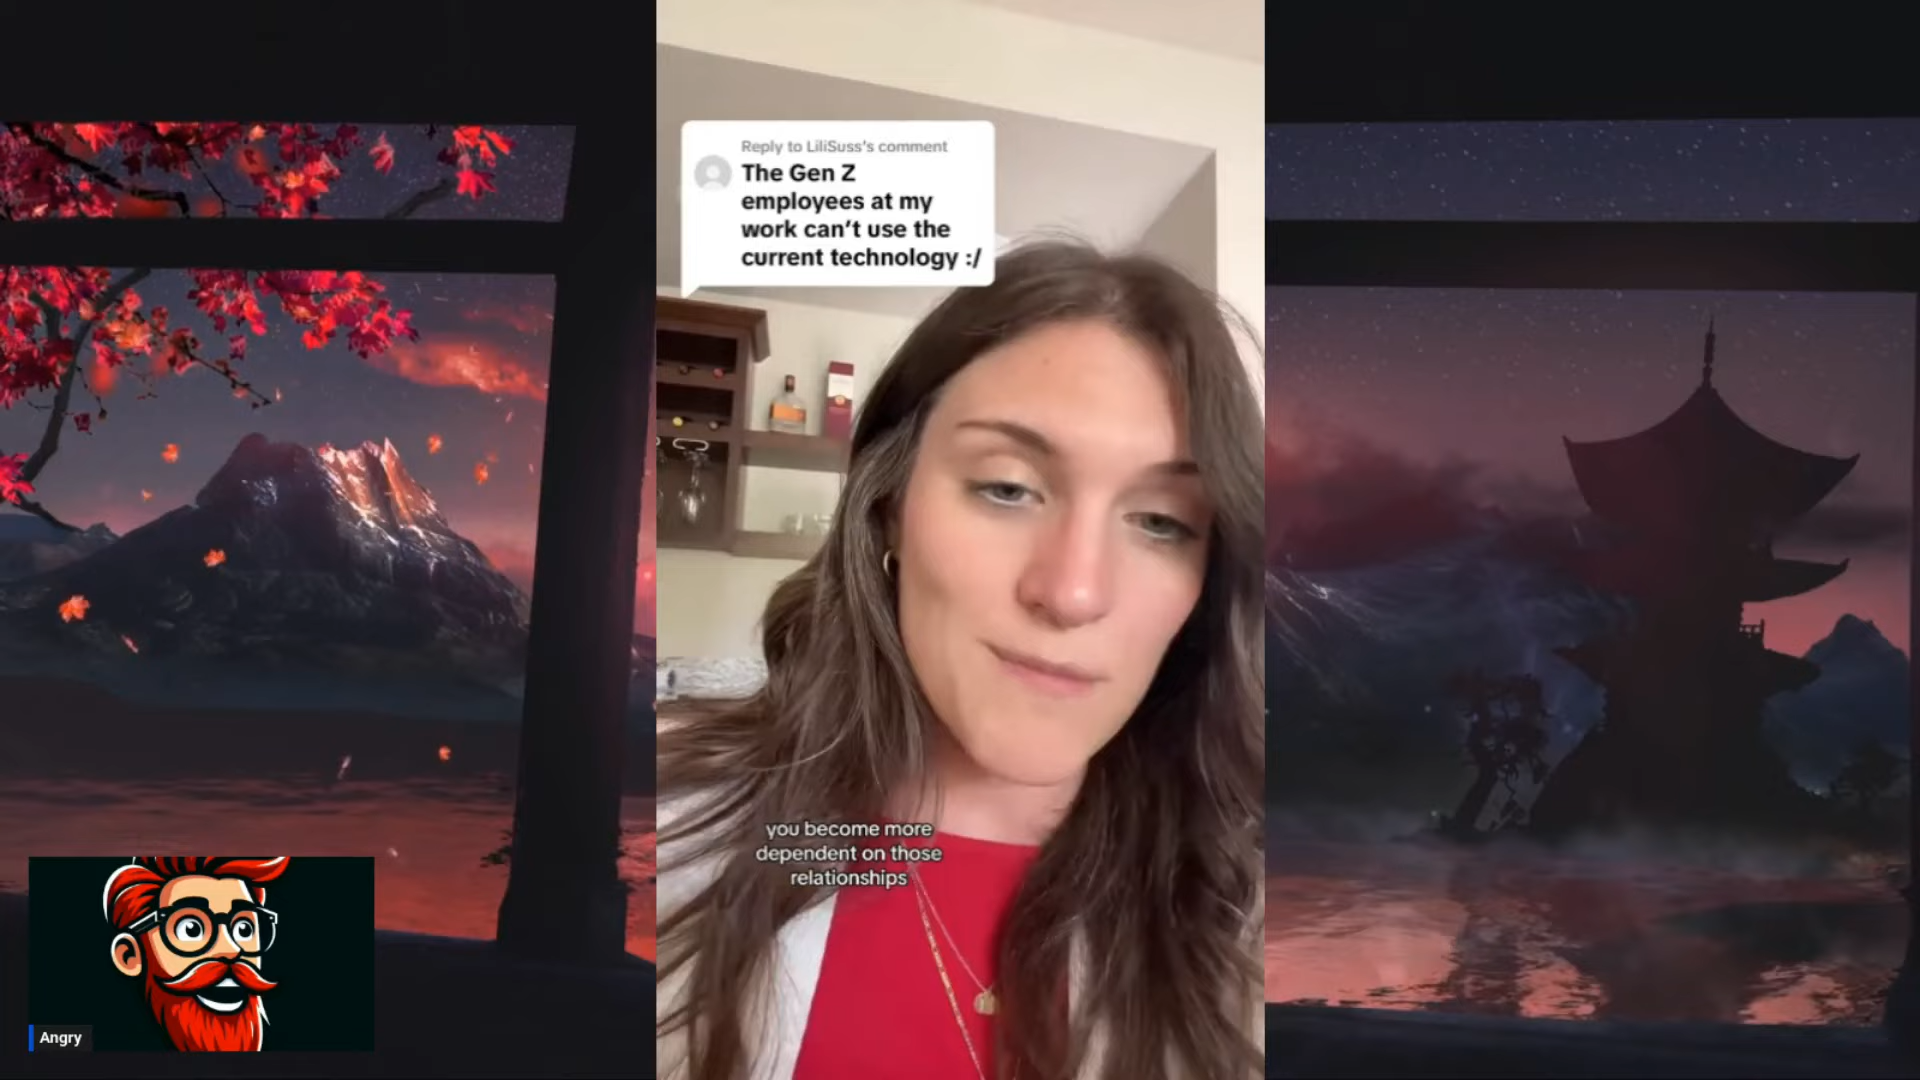 Reply to LiliSuss's comment
The Gen Z
employees at my
work can't use the
current technology :/
you become more
dependent on those
relationships
Angry